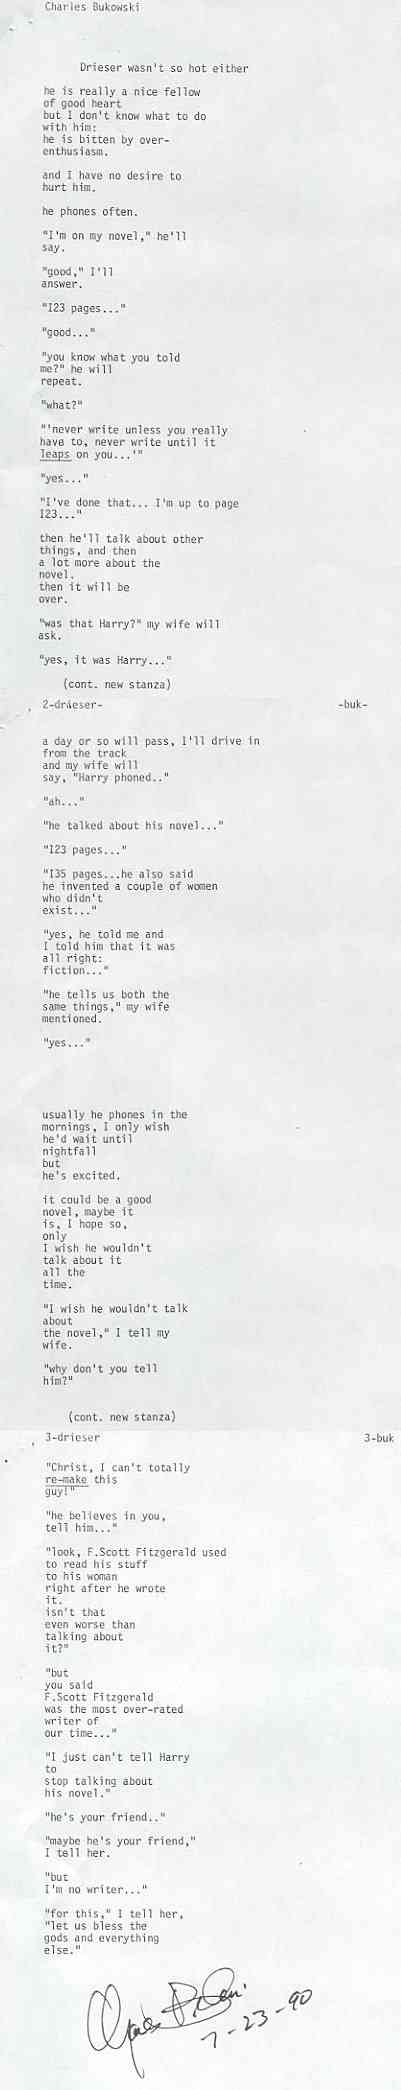 Charles Bukowski
Drieser wasn't so hot either
he is really a nice fellow
of good heart
but I don't know what to do
with him:
he is bitten by over-
enthusiasm.
and I have no desire to
hurt him.
he phones often.
"I'm on my novel," he'll
say.
"good," I'll
answer.
"I23 pages..."
"good..."
"you know what you told
me?" he will
repeat.
"what?"
"'never write unless you really
have to, never write until it
leaps on you...'"
"yes..."
"I've done that... I'm up to page
I23..."
then he'll talk about other
things, and then
a lot more about the
novel.
then it will be
over.
"was that Harry?" my wife will
ask.
"yes, it was Harry..."
(cont. new stanza)
2-drieser- -buk-
a day or so will pass, I'll drive in
from the track
and my wife will
say, "Harry phoned.."
"ah..."
"he talked about his novel..."
"I23 pages..."
"I35 pages...he also said
he invented a couple of women
who didn't
exist..."
"yes, he told me and
I told him that it was
all right:
fiction..."
"he tells us both the
same things," my wife
mentioned.
"yes..."
usually he phones in the
mornings, I only wish
he'd wait until
nightfall
but
he's excited.
it could be a good
novel, maybe it
is, I hope so,
only
I wish he wouldn't
talk about it
all the
time.
"I wish he wouldn't talk
about
the novel," I tell my
wife.
"why don't you tell
him?"
(cont. new stanza)
3-drieser 3-buk
"Christ, I can't totally
re-make this
guy!"
"he believes in you,
tell him..."
"look, F.Scott Fitzgerald used
to read his stuff
to his woman
right after he wrote
it.
isn't that
even worse than
talking about
it?"
"but
you said
F.Scott Fitzgerald
was the most over-rated
writer of
our time..."
"I just can't tell Harry
to
stop talking about
his novel."
"he's your friend.."
"maybe he's your friend,"
I tell her.
"but
I'm no writer..."
"for this," I tell her,
"let us bless the
gods and everything
else."
7-23-90